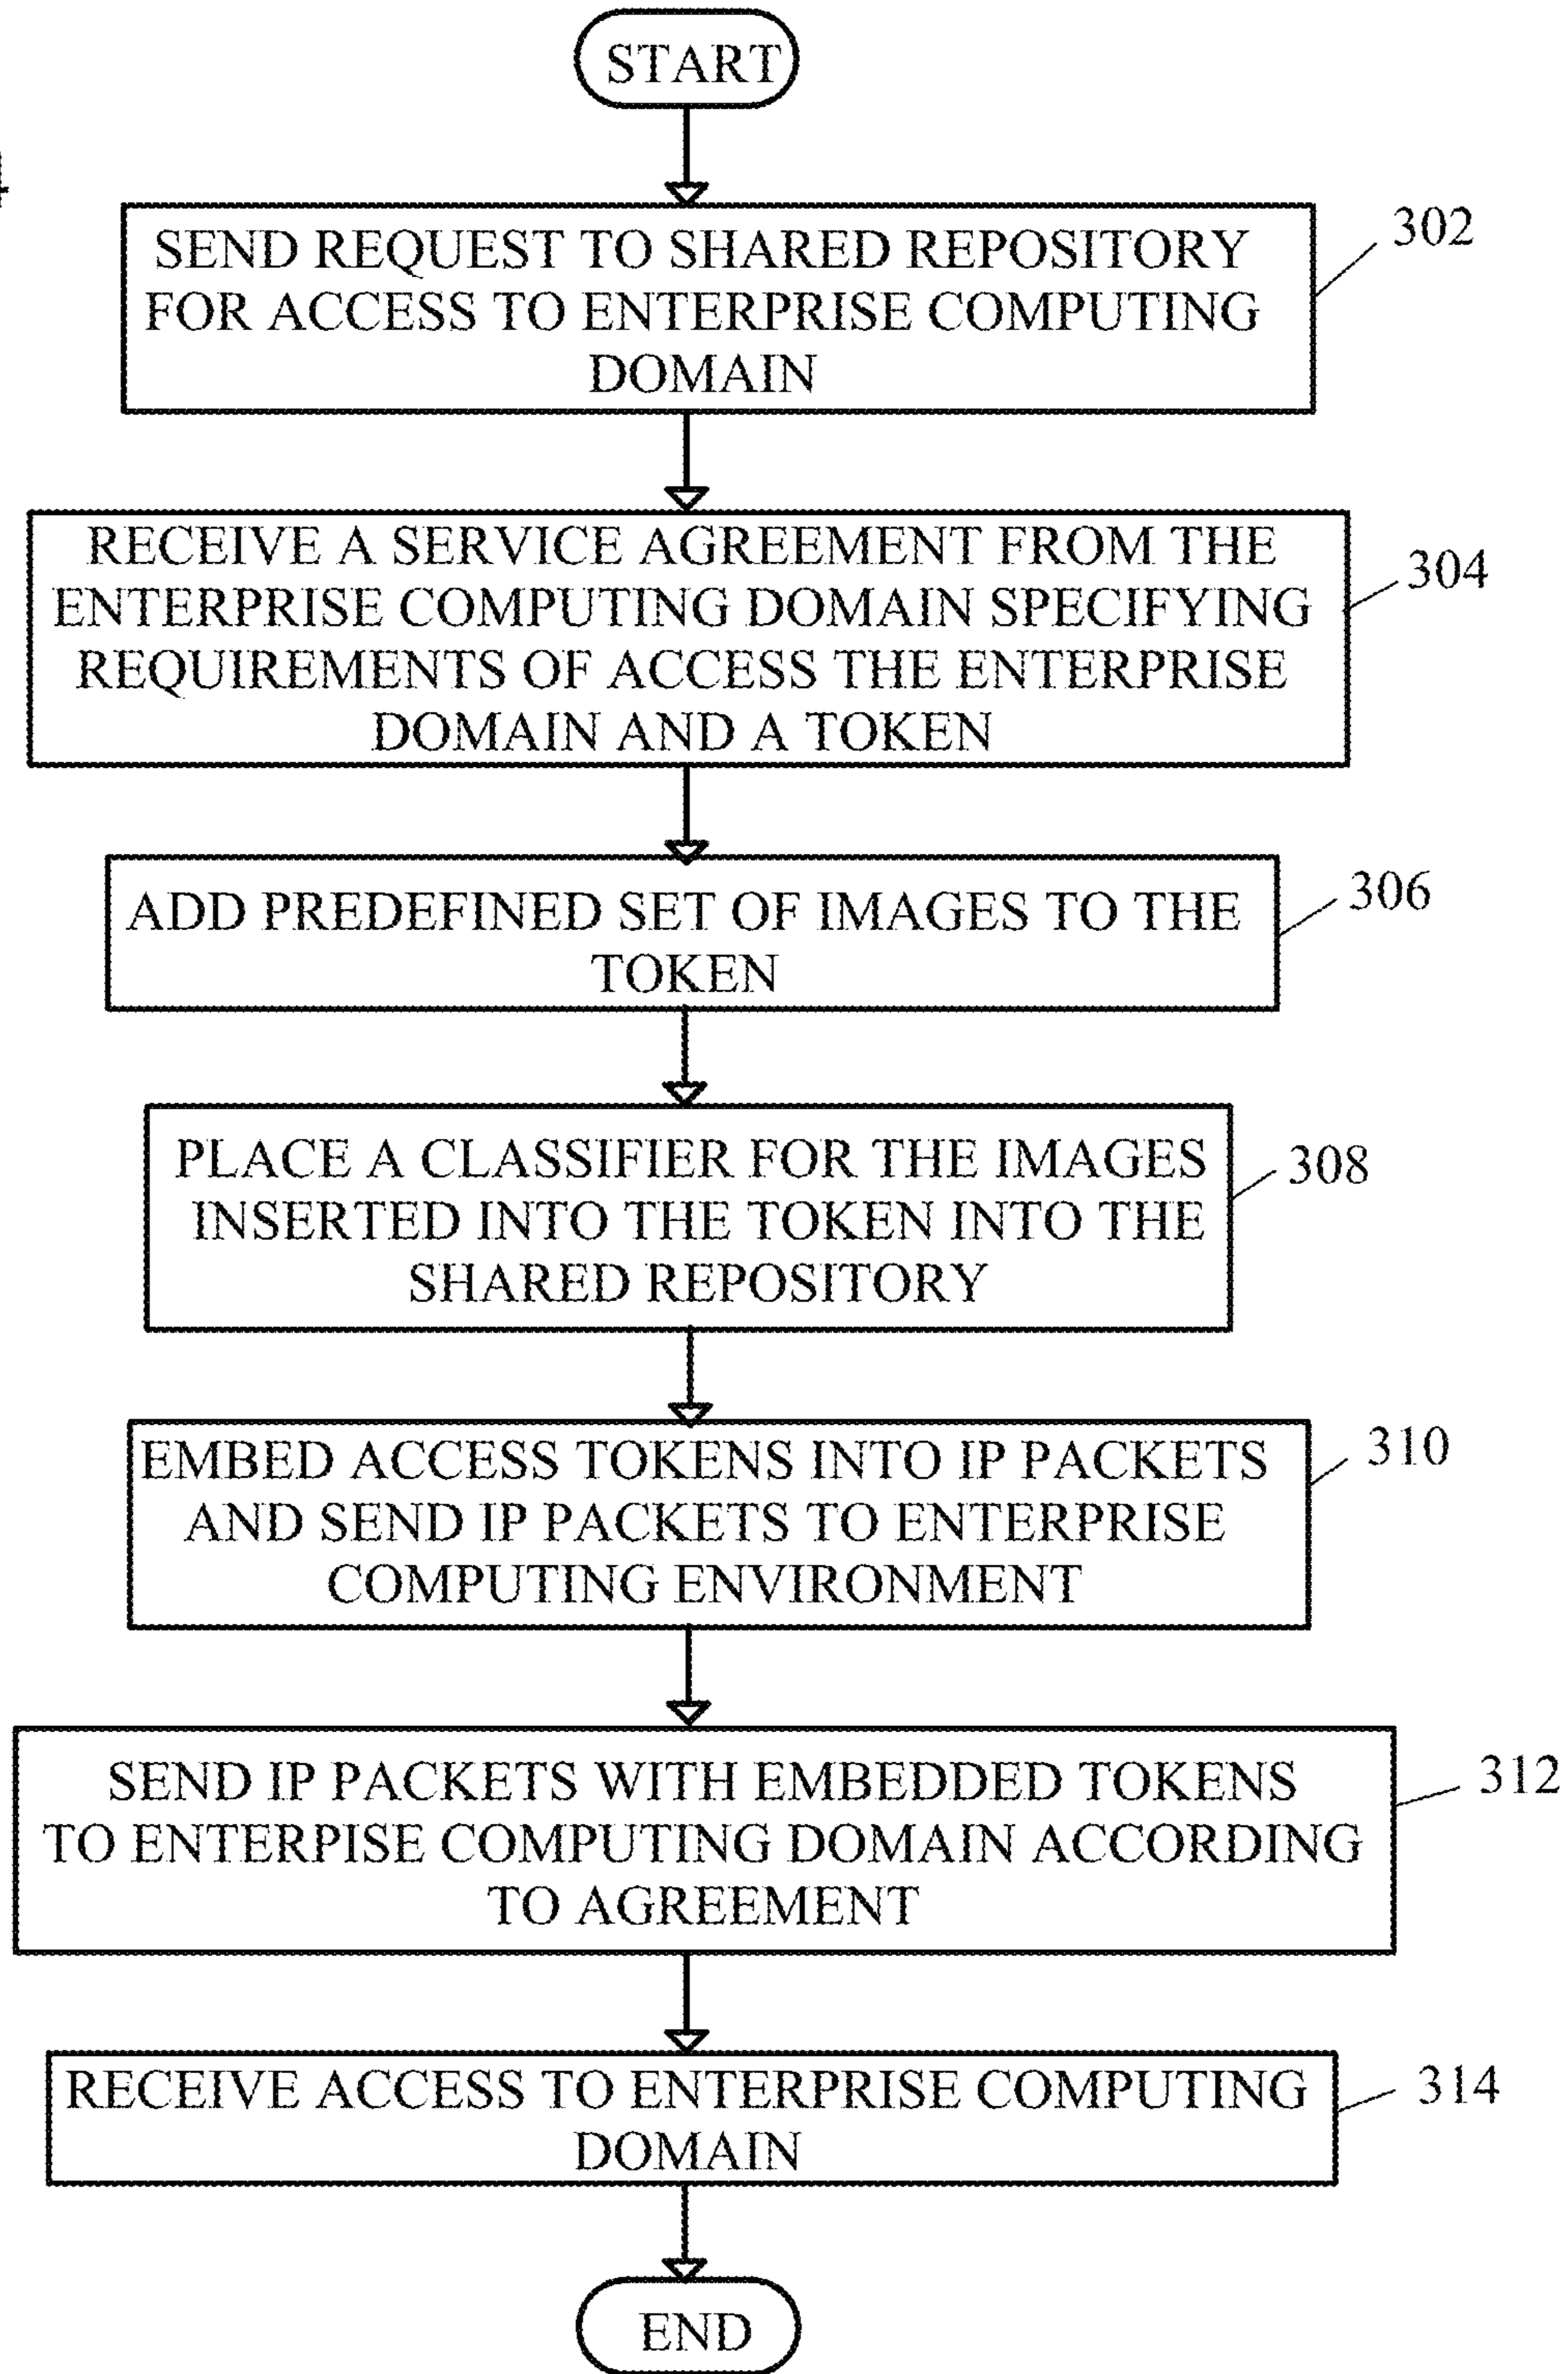 START
SEND REQUEST TO SHARED REPOSITORY
FOR ACCESS TO ENTERPRISE COMPUTING
DOMAIN
302
RECEIVE A SERVICE AGREEMENT FROM THE
ENTERPRISE COMPUTING DOMAIN SPECIFYING
REQUIREMENTS OF ACCESS THE ENTERPRISE
DOMAIN AND A TOKEN
304
ADD PREDEFINED SET OF IMAGES TO THE
TOKEN
306
PLACE A CLASSIFIER FOR THE IMAGES
INSERTED INTO THE TOKEN INTO THE
SHARED REPOSITORY
308
EMBED ACCESS TOKENS INTO IP PACKETS
AND SEND IP PACKETS TO ENTERPRISE
COMPUTING ENVIRONMENT
310
SEND IP PACKETS WITH EMBEDDED TOKENS
TO ENTERPISE COMPUTING DOMAIN ACCORDING
TO AGREEMENT
312
RECEIVE ACCESS TO ENTERPRISE COMPUTING
DOMAIN
314
END